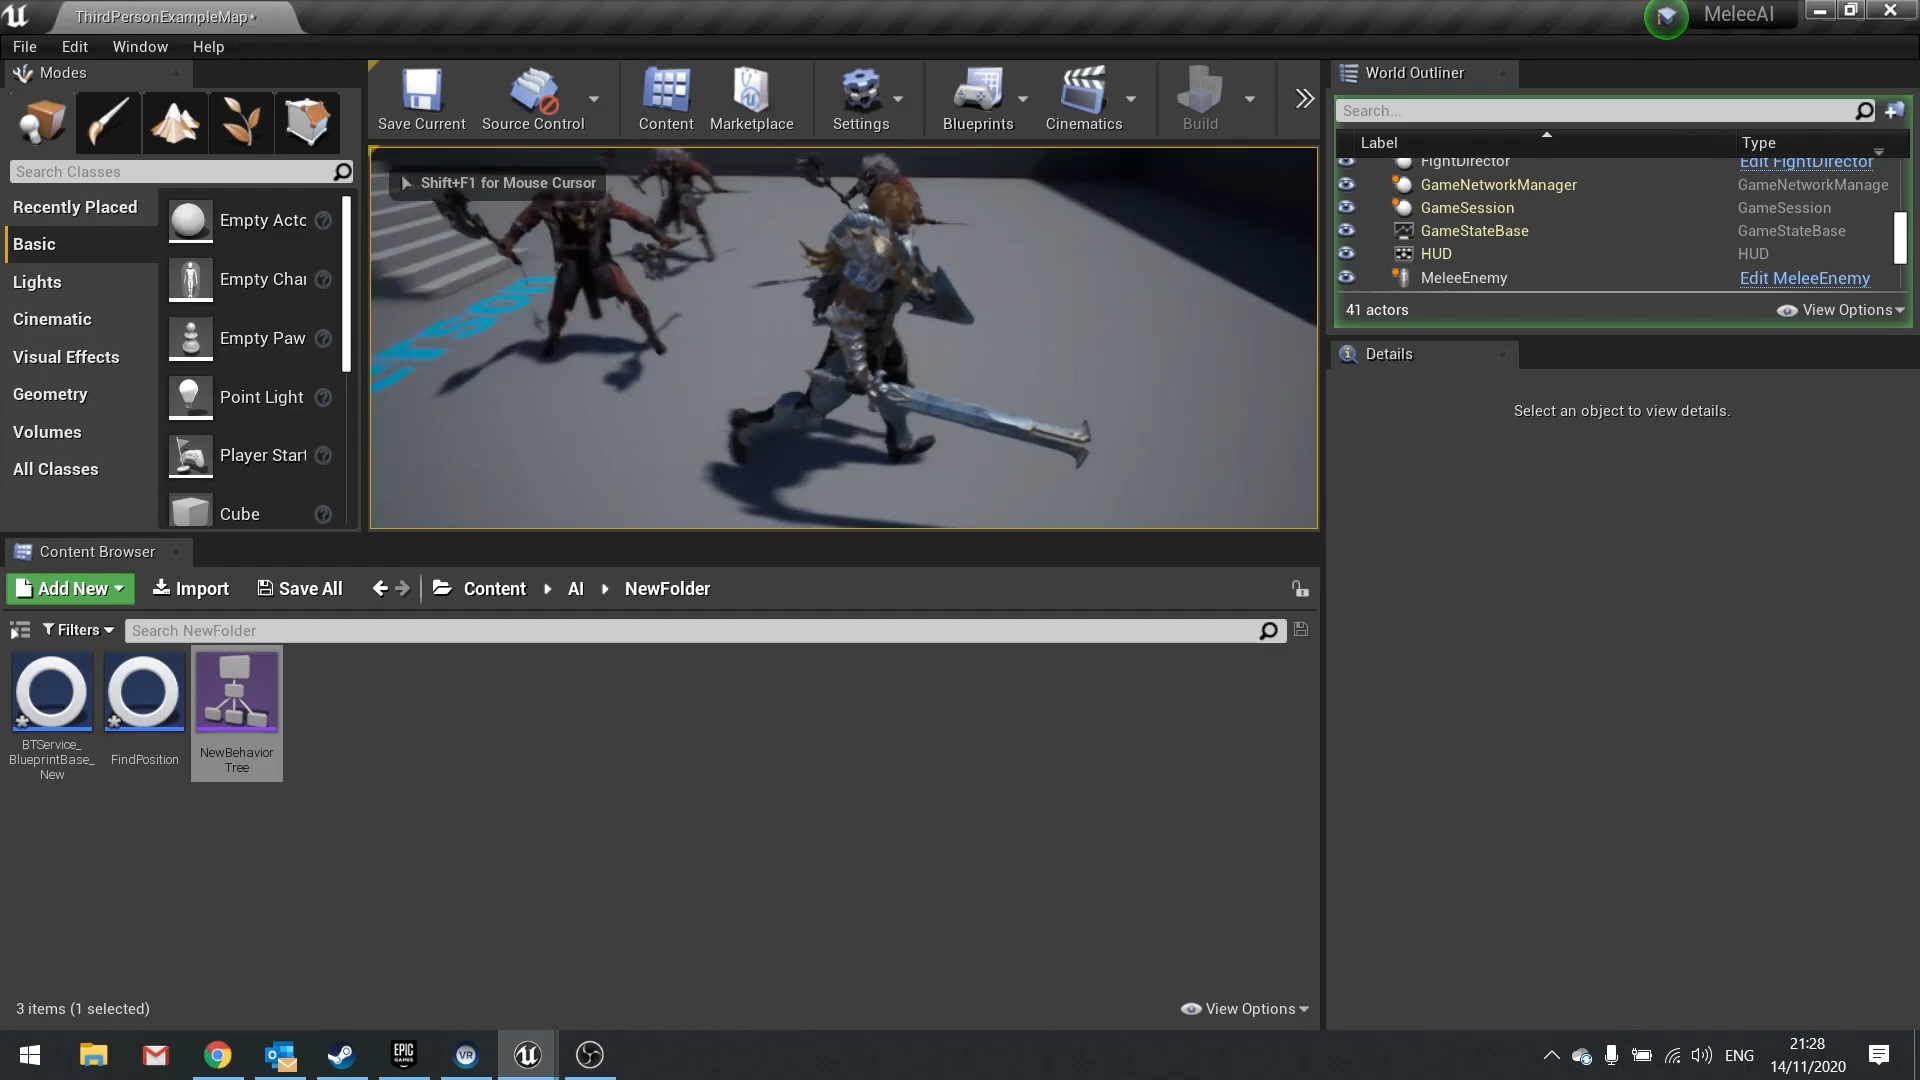 ThirdPersonExampleMap*
MeleeAI
File Edit Window Help
Modes
Search Classes
Recently Placed
Basic
Lights
Cinematic
Visual Effects
Geometry
Volumes
All Classes
Empty Acto
Empty Char
Empty Paw
Point Light
Player Start
Cube
Save Current
Source Control
Content
Marketplace
Settings
Blueprints
Cinematics
Build
Shift+F1 for Mouse Cursor
World Outliner
Search...
Label Type
FightDirector Edit FightDirector
GameNetworkManager GameNetworkManage
GameSession GameSession
GameStateBase GameStateBase
HUD HUD
MeleeEnemy Edit MeleeEnemy
41 actors View Options
Details
Select an object to view details.
Content Browser
Add New Import Save All Content AI NewFolder
Filters Search NewFolder
BTService_
BlueprintBase_
New
FindPosition
NewBehavior
Tree
3 items (1 selected) View Options
EPIC
GAMES
VR
ENG
21:28
14/11/2020